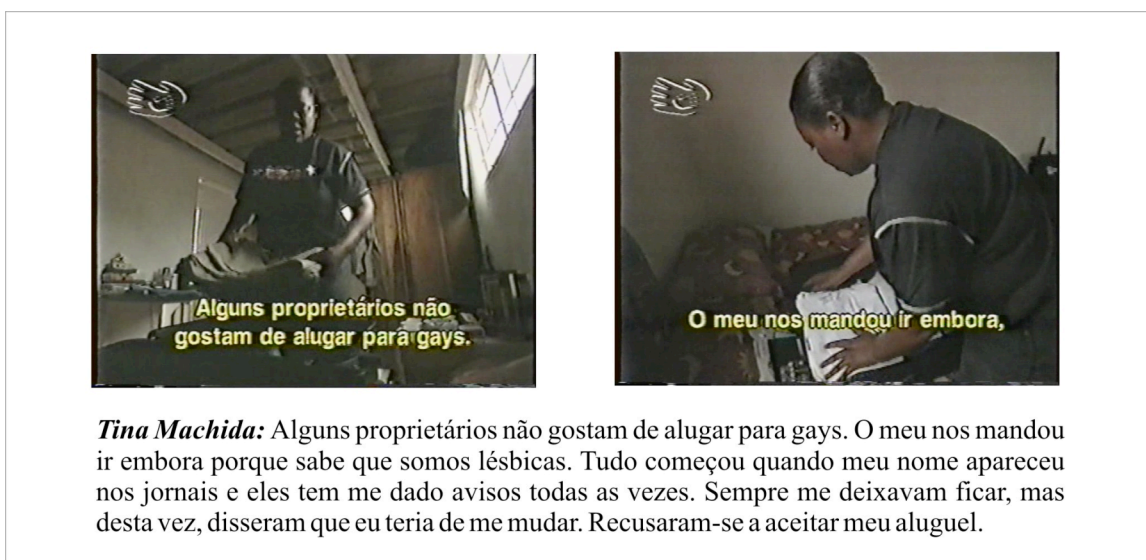 Alguns proprietários não
gostam de alugar para gays.
O meu nos mandou ir embora,
Tina Machida: Alguns proprietários não gostam de alugar para gays. O meu nos mandou
ir embora porque sabe que somos lésbicas. Tudo começou quando meu nome apareceu
nos jornais e eles tem me dado avisos todas as vezes. Sempre me deixavam ficar, mas
desta vez, disseram que eu teria de me mudar. Recusaram-se a aceitar meu aluguel.